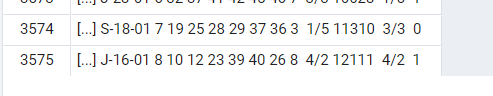 3574 [...] S-18-01 7 19 25 28 29 37 36 3 1/5 11310 3/3 0
3575 [...] J-16-01 8 10 12 23 39 40 26 8 4/2 12111 4/2 1